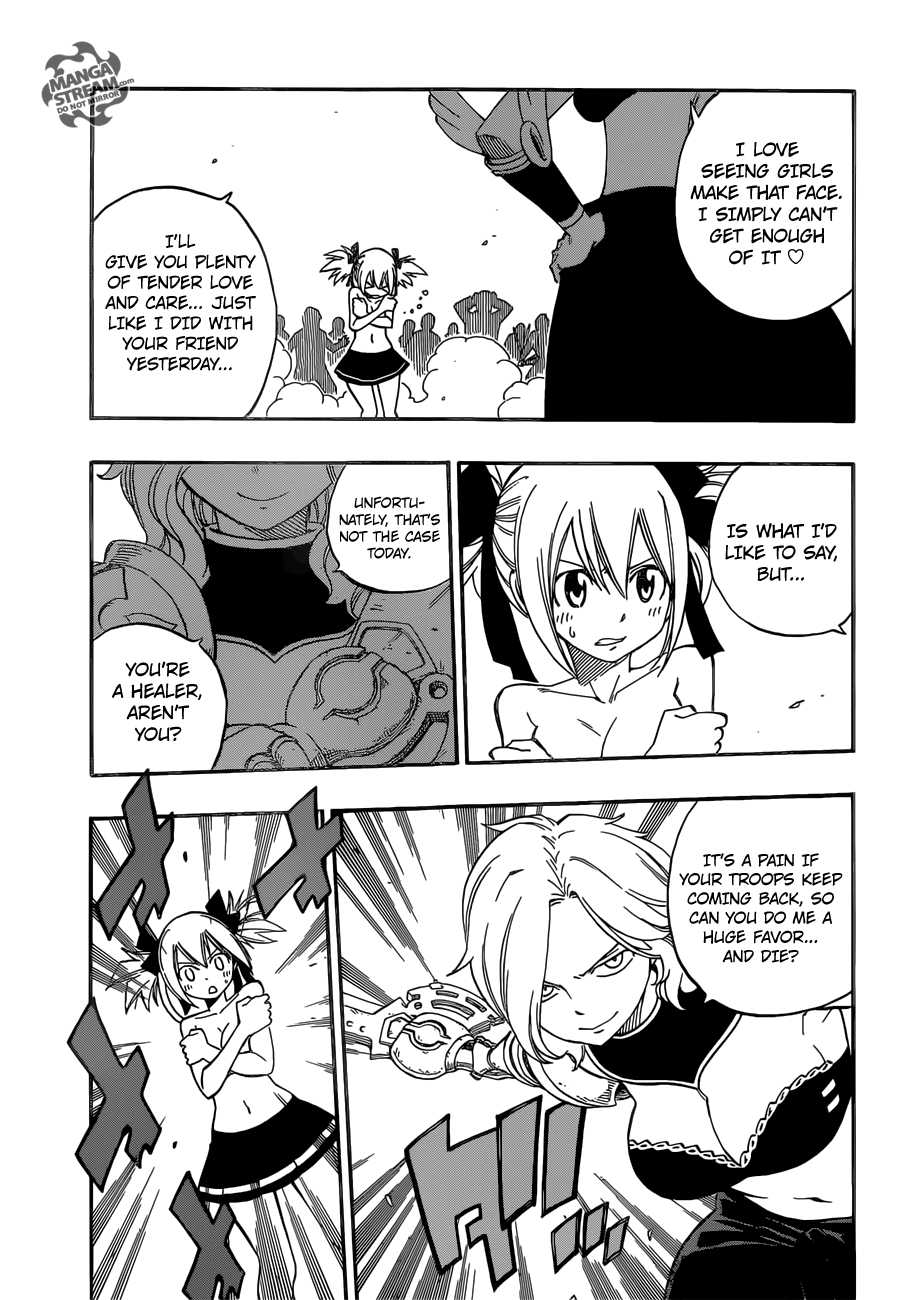 MANGA
STREAM.com
DO NOT MIRROR
I LOVE
SEEING GIRLS
MAKE THAT FACE.
I SIMPLY CAN'T
GET ENOUGH
OF IT ♡
I'LL
GIVE YOU PLENTY
OF TENDER LOVE
AND CARE... JUST
LIKE I DID WITH
YOUR FRIEND
YESTERDAY...
IS WHAT I'D
LIKE TO SAY,
BUT...
UNFORTU-
NATELY, THAT'S
NOT THE CASE
TODAY.
YOU'RE
A HEALER,
AREN'T
YOU?
IT'S A PAIN IF
YOUR TROOPS KEEP
COMING BACK, SO
CAN YOU DO ME A
HUGE FAVOR...
AND DIE?
ダッ!!!